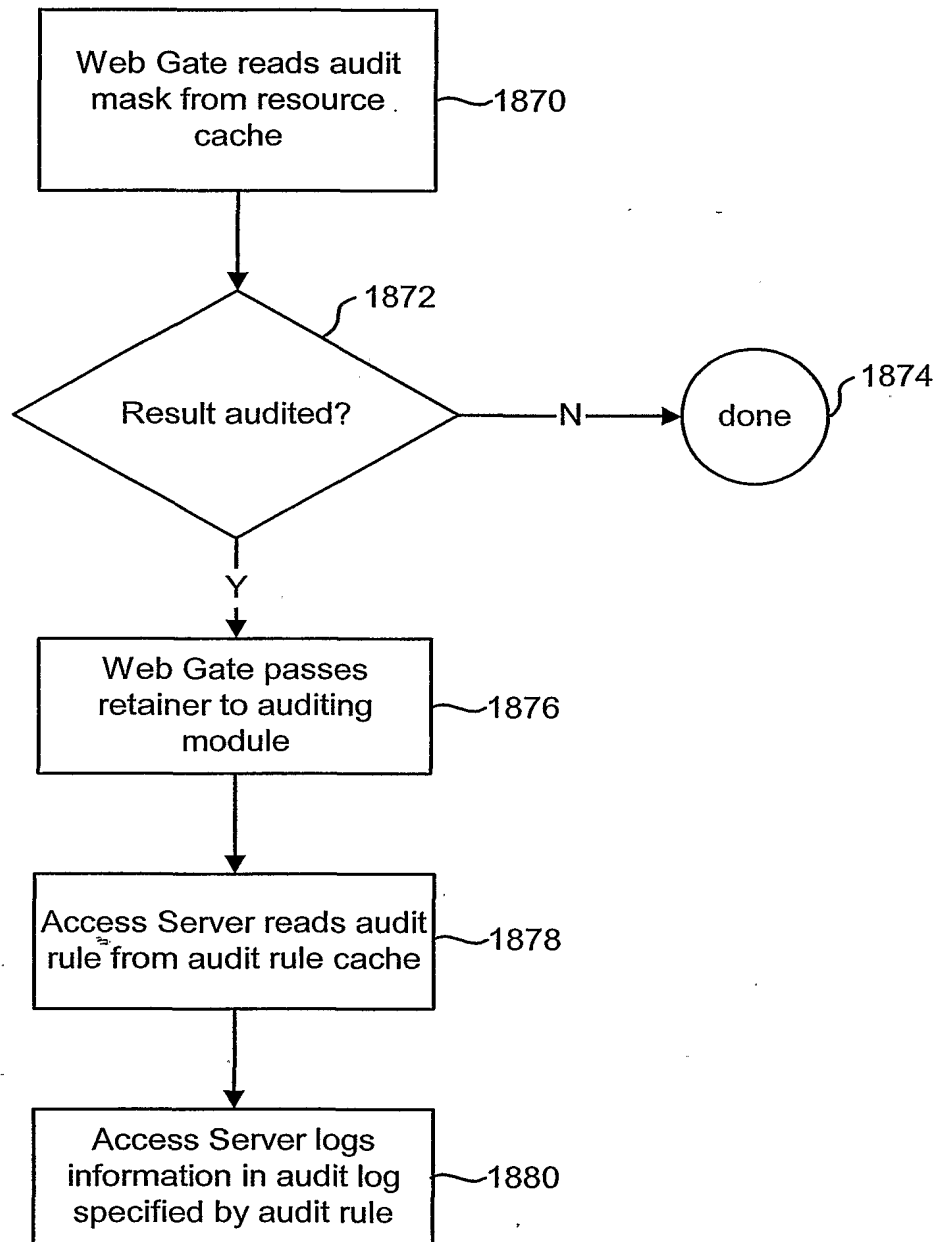 Web Gate reads audit
mask from resource
cache
1870
1872
Result audited?
N
done
1874
Y
Web Gate passes
retainer to auditing
module
1876
Access Server reads audit
rule from audit rule cache
1878
Access Server logs
information in audit log
specified by audit rule
1880